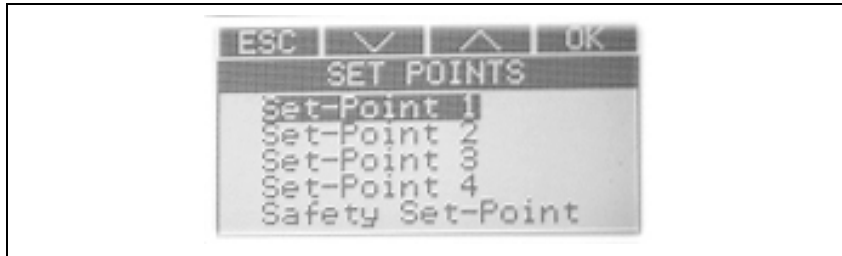 ESC OK
SET POINTS
Set-Point 1
Set-Point 2
Set-Point 3
Set-Point 4
Safety Set-Point